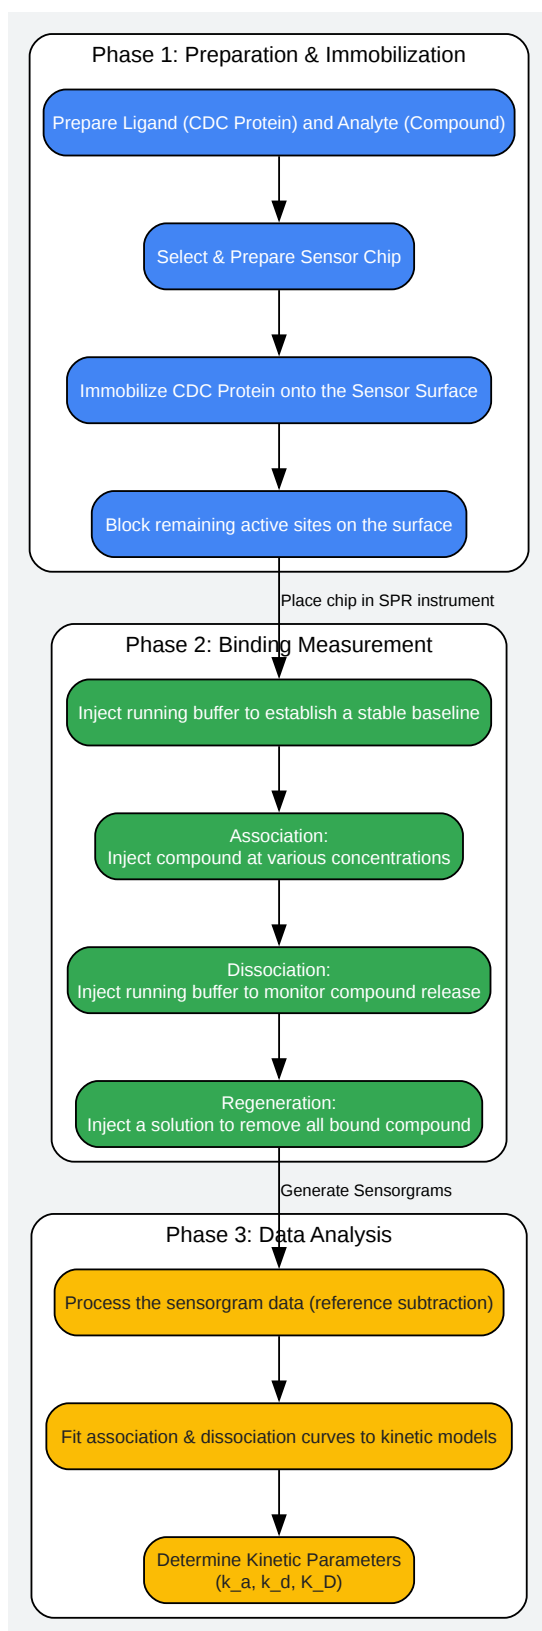 Phase 1: Preparation & Immobilization
Prepare Ligand (CDC Protein) and Analyte (Compound)
Select & Prepare Sensor Chip
Immobilize CDC Protein onto the Sensor Surface
Block remaining active sites on the surface
Place chip in SPR instrument
Phase 2: Binding Measurement
Inject running buffer to establish a stable baseline
Association:
Inject compound at various concentrations
Dissociation:
Inject running buffer to monitor compound release
Regeneration:
Inject a solution to remove all bound compound
Generate Sensorgrams
Phase 3: Data Analysis
Process the sensorgram data (reference subtraction)
Fit association & dissociation curves to kinetic models
Determine Kinetic Parameters
(k_a, k_d, K_D)